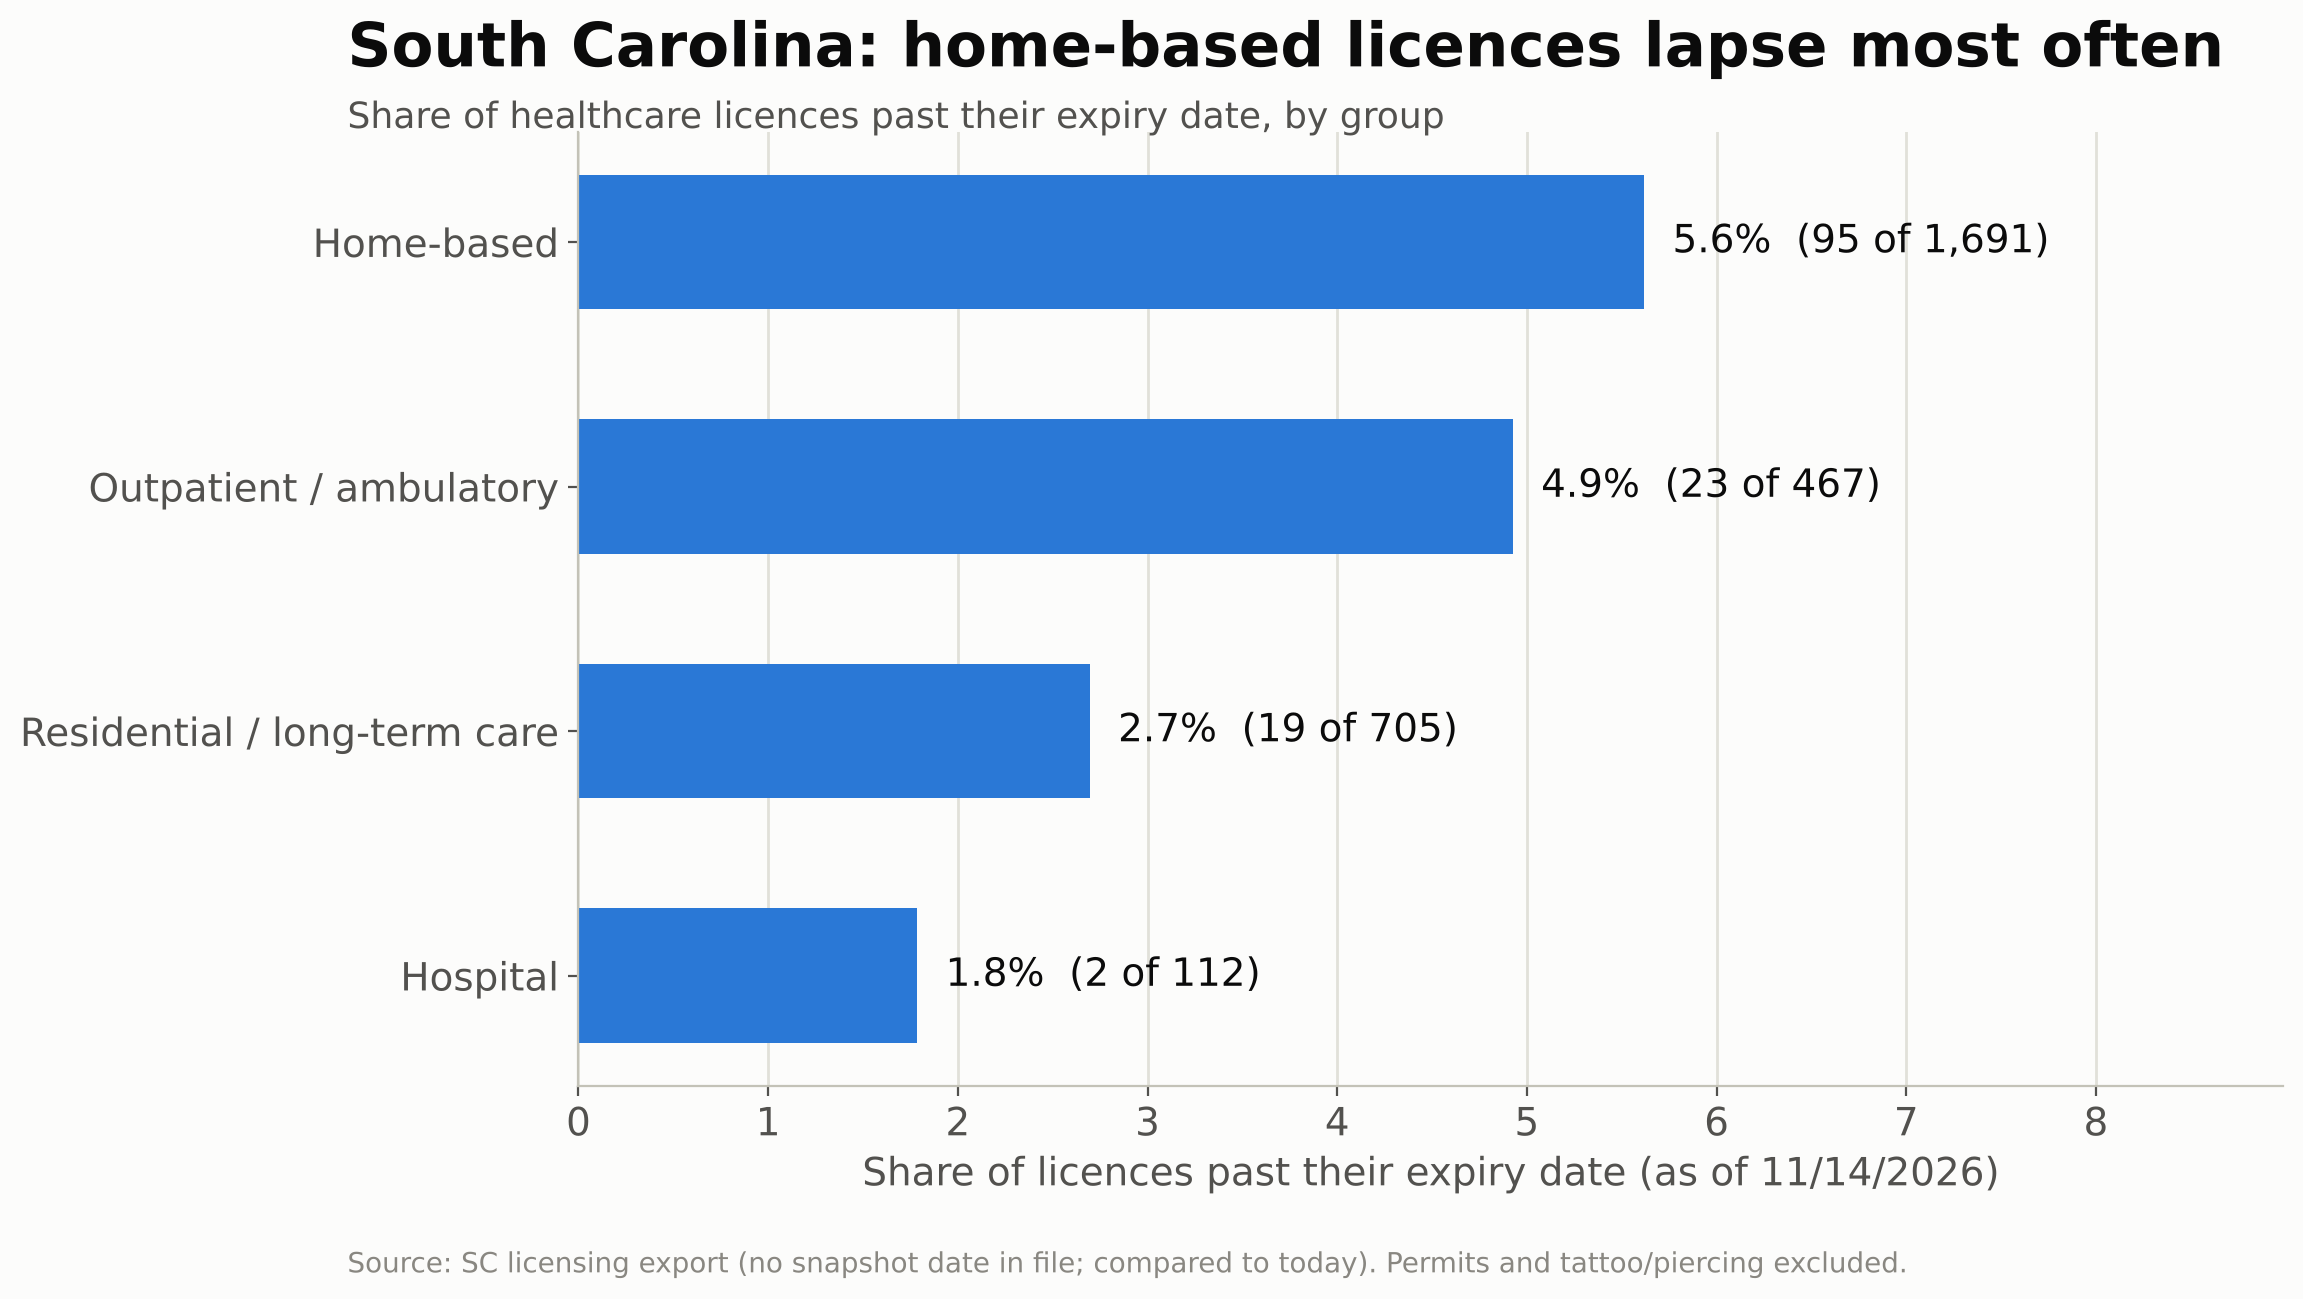 South Carolina: home-based licences lapse most often
Share of healthcare licences past their expiry date, by group
Home-based
5.6%  (95 of 1,691)
Outpatient / ambulatory
4.9%  (23 of 467)
Residential / long-term care
2.7%  (19 of 705)
Hospital
1.8%  (2 of 112)
0 1 2 3 4 5 6 7 8
Share of licences past their expiry date (as of 11/14/2026)
Source: SC licensing export (no snapshot date in file; compared to today). Permits and tattoo/piercing excluded.